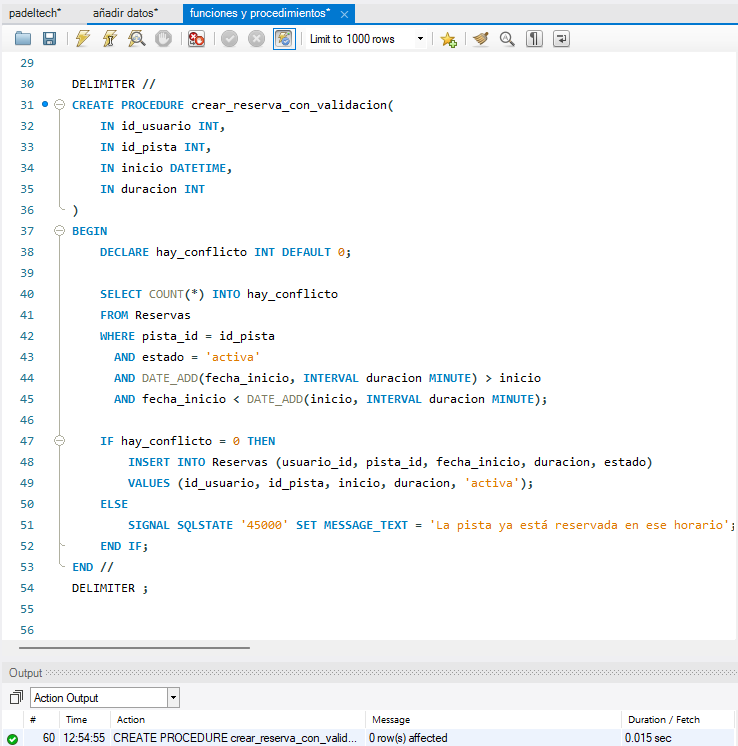 padeltech* añadir datos* funciones y procedimientos*
Limit to 1000 rows
29
30 DELIMITER //
31 CREATE PROCEDURE crear_reserva_con_validacion(
32 IN id_usuario INT,
33 IN id_pista INT,
34 IN inicio DATETIME,
35 IN duracion INT
36 )
37 BEGIN
38 DECLARE hay_conflicto INT DEFAULT 0;
39
40 SELECT COUNT(*) INTO hay_conflicto
41 FROM Reservas
42 WHERE pista_id = id_pista
43 AND estado = 'activa'
44 AND DATE_ADD(fecha_inicio, INTERVAL duracion MINUTE) > inicio
45 AND fecha_inicio < DATE_ADD(inicio, INTERVAL duracion MINUTE);
46
47 IF hay_conflicto = 0 THEN
48 INSERT INTO Reservas (usuario_id, pista_id, fecha_inicio, duracion, estado)
49 VALUES (id_usuario, id_pista, inicio, duracion, 'activa');
50 ELSE
51 SIGNAL SQLSTATE '45000' SET MESSAGE_TEXT = 'La pista ya está reservada en ese horario';
52 END IF;
53 END //
54 DELIMITER ;
55
56
Output
Action Output
# Time Action Message Duration / Fetch
60 12:54:55 CREATE PROCEDURE crear_reserva_con_valid... 0 row(s) affected 0.015 sec